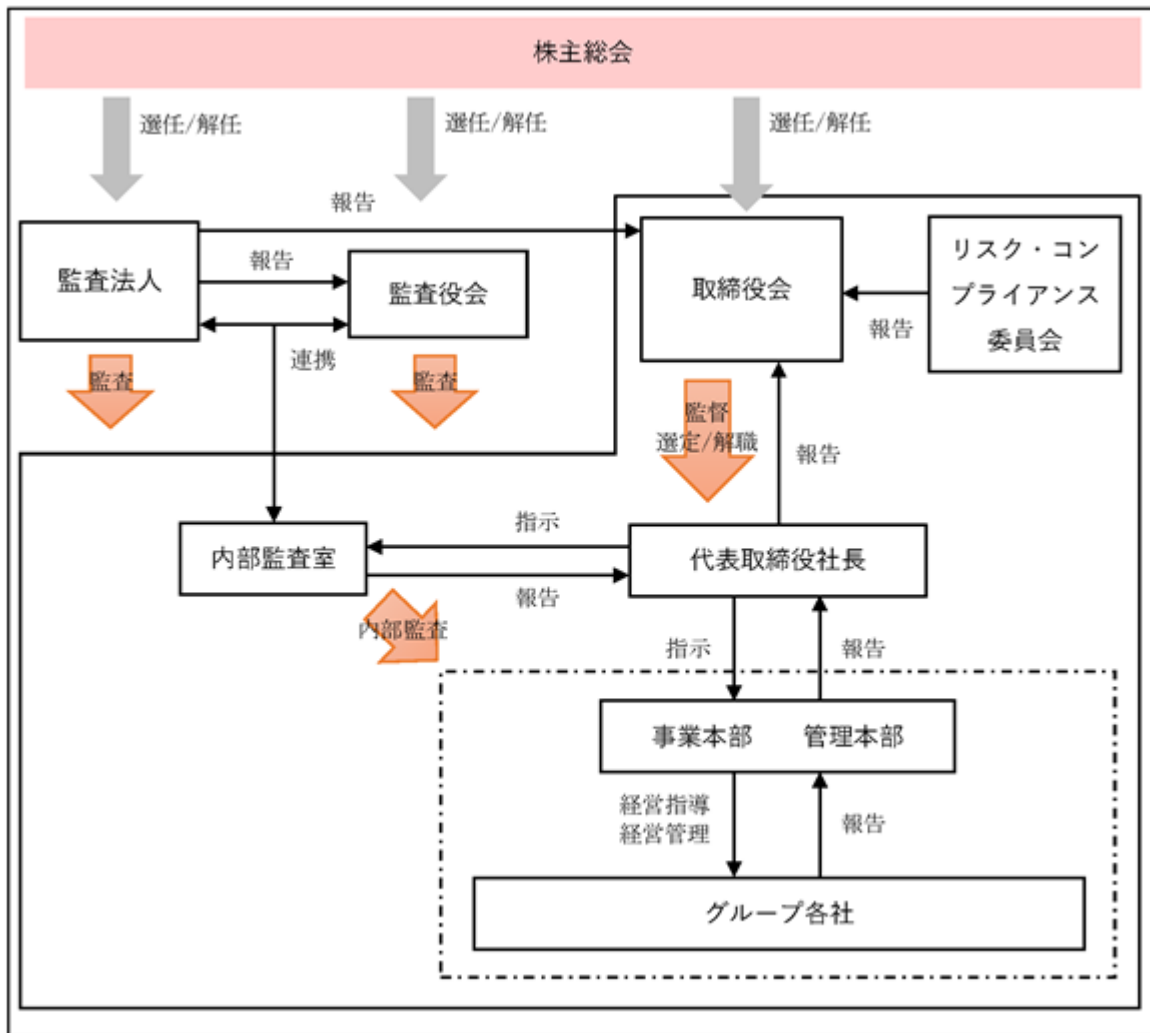 株主総会
選任/解任
選任/解任
選任/解任
報告
監査法人
報告
監査役会
取締役会
リスク・コン
プライアンス
委員会
報告
連携
監査
監査
監督
選定/解職
報告
内部監査室
指示
報告
代表取締役社長
内部監査
指示
報告
事業本部 管理本部
経営指導
経営管理
報告
グループ各社